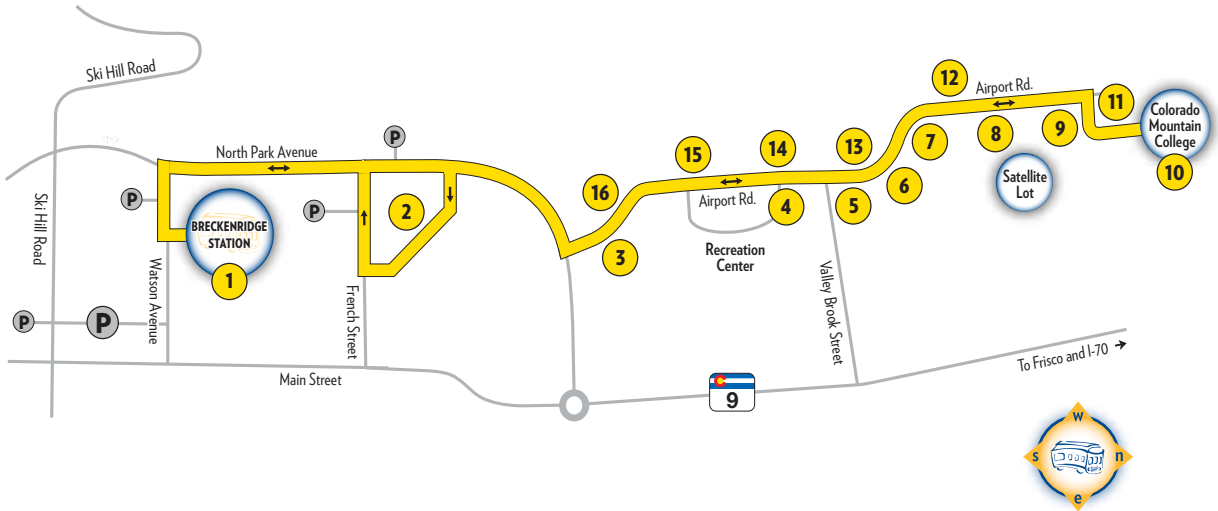 Ski Hill Road
12
Airport Rd.
11
Colorado
Mountain
College
10
9
8
7
P
North Park Avenue
15
14
13
6
Satellite
Lot
16
Airport Rd.
4
5
P
P
2
Ski Hill Road
BRECKENRIDGE
STATION
1
3
Recreation
Center
Watson Avenue
French Street
Valley Brook Street
P
P
Main Street
To Frisco and I-70
9
w
s
n
e